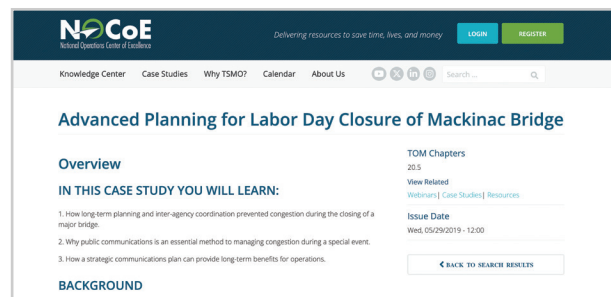 NOCoE
National Operations Center of Excellence
Delivering resources to save time, lives, and money
LOGIN
REGISTER
Knowledge Center
Case Studies
Why TSMO?
Calendar
About Us
Search ...
Advanced Planning for Labor Day Closure of Mackinac Bridge
Overview
IN THIS CASE STUDY YOU WILL LEARN:
1. How long-term planning and inter-agency coordination prevented congestion during the closing of a
major bridge.
2. Why public communications is an essential method to managing congestion during a special event.
3. How a strategic communications plan can provide long-term benefits for operations.
BACKGROUND
TOM Chapters
20.5
View Related
Webinars| Case Studies| Resources
Issue Date
Wed, 05/29/2019 - 12:00
BACK TO SEARCH RESULTS